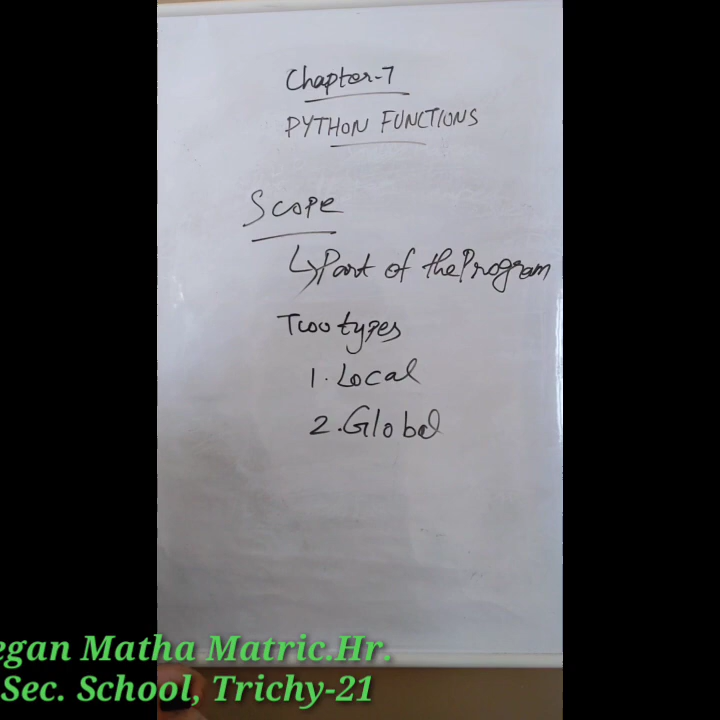 Chapter-7
PYTHON FUNCTIONS
Scope
↳Part of the Program
Two types
1. Local
2. Global
egan Matha Matric.Hr.
Sec. School, Trichy-21